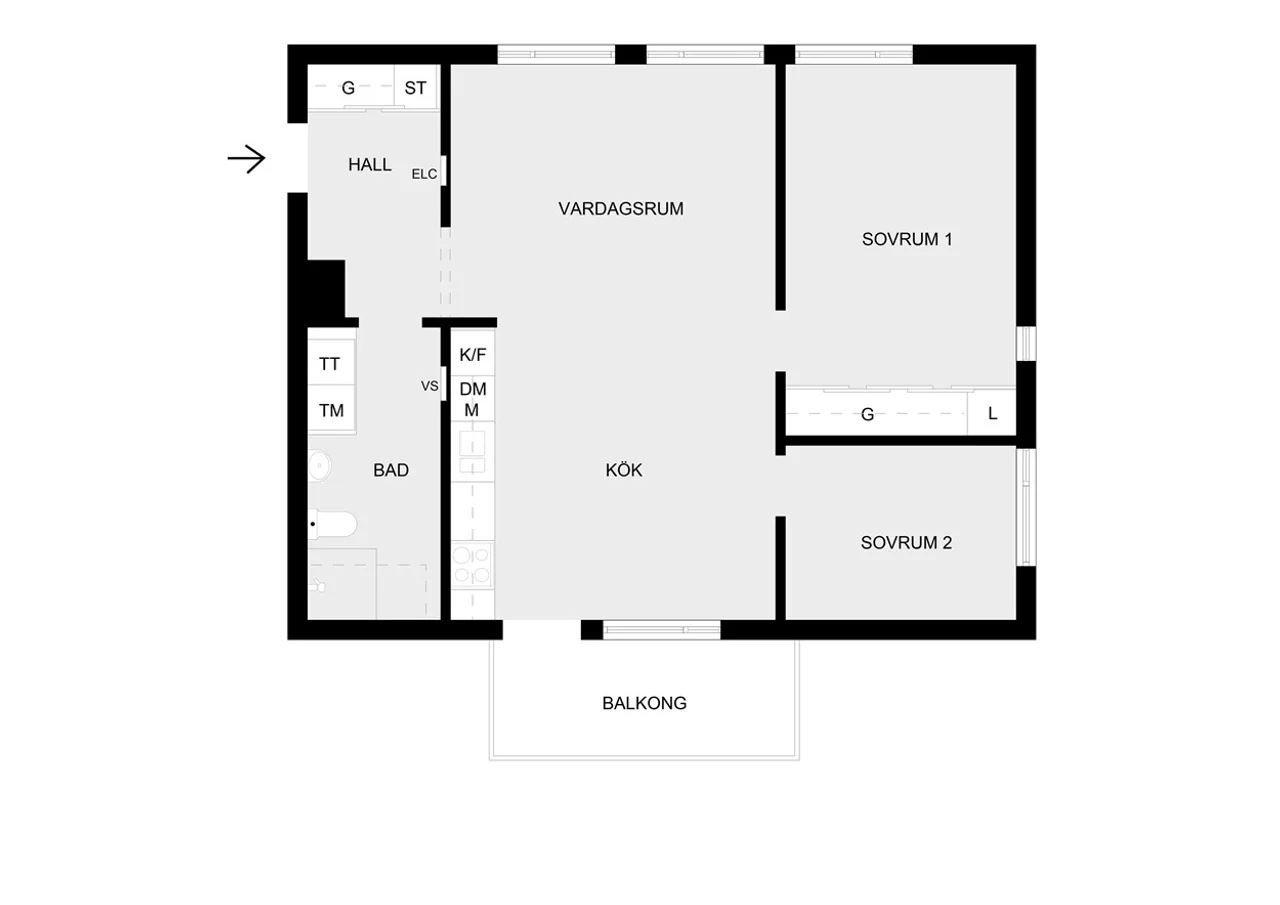 G
ST
HALL
ELC
VARDAGSRUM
SOVRUM 1
K/F
TT
VS
DM
M
TM
G
L
BAD
KÖK
SOVRUM 2
BALKONG